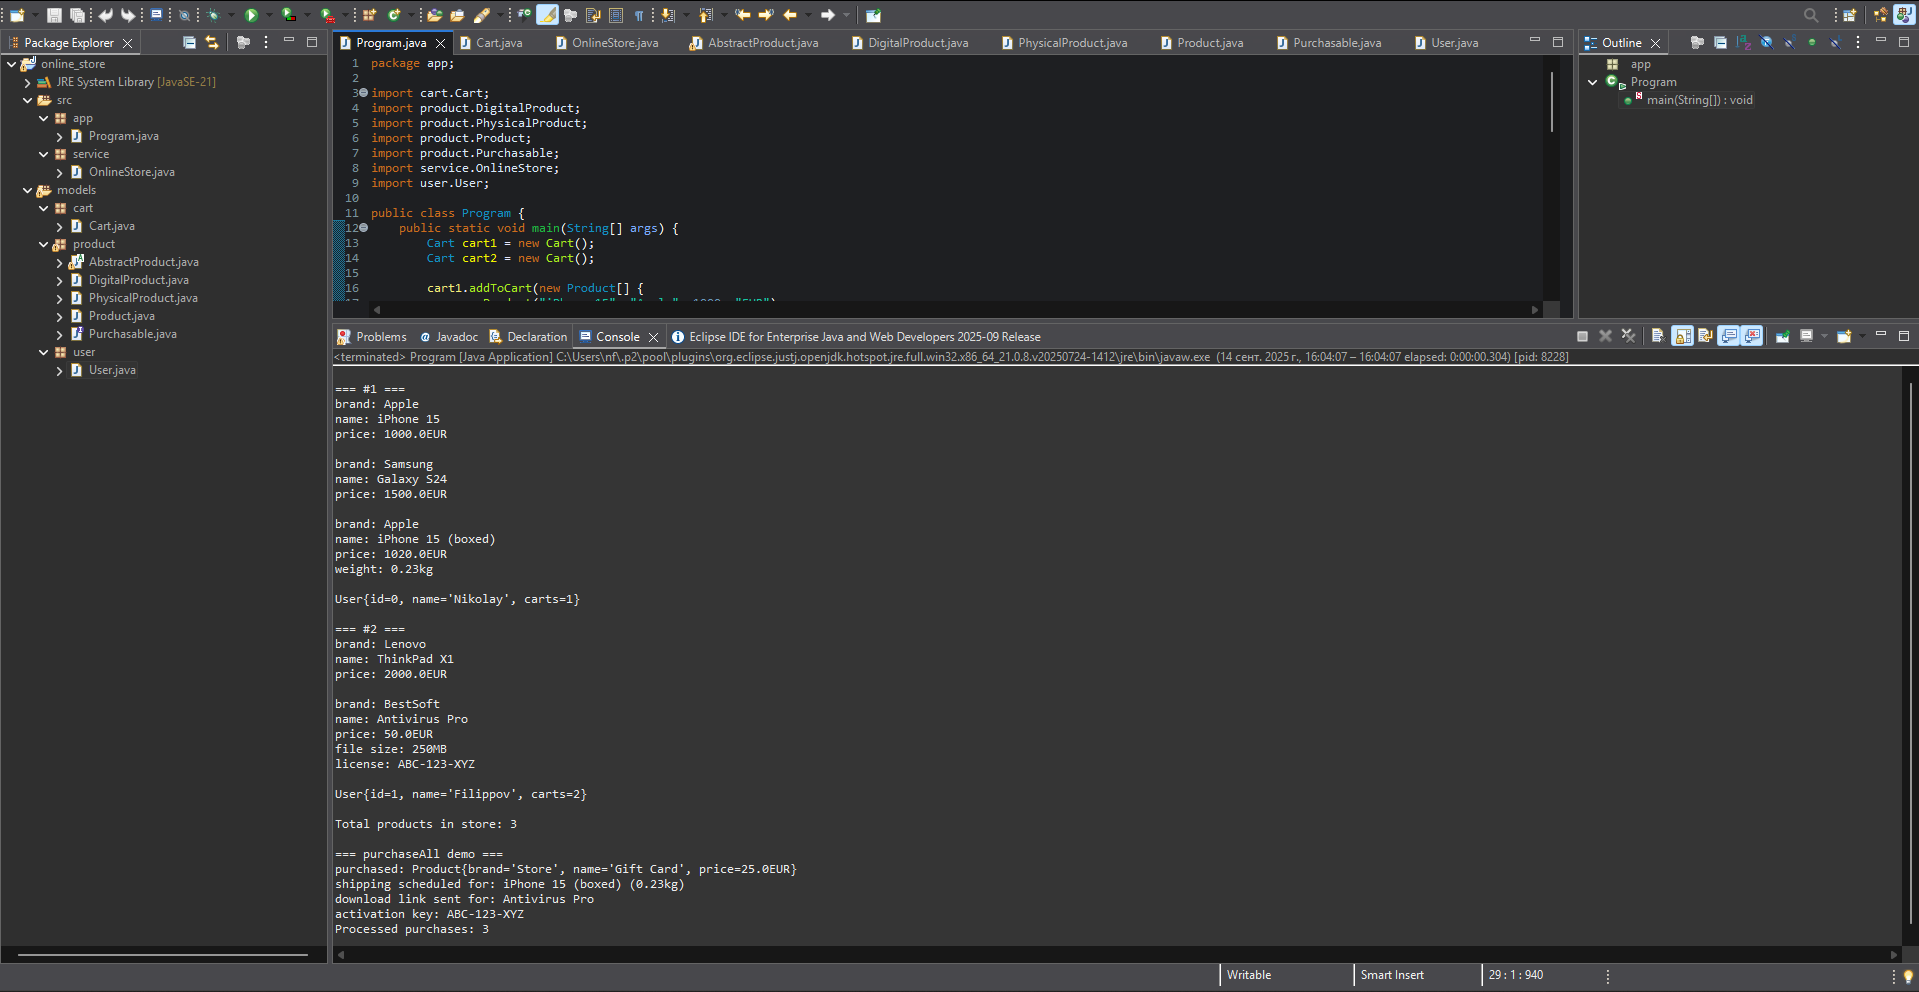 Package Explorer
online_store
JRE System Library [JavaSE-21]
src
app
Program.java
service
OnlineStore.java
models
cart
Cart.java
product
AbstractProduct.java
DigitalProduct.java
PhysicalProduct.java
Product.java
Purchasable.java
user
User.java
Program.java
Cart.java
OnlineStore.java
AbstractProduct.java
DigitalProduct.java
PhysicalProduct.java
Product.java
Purchasable.java
User.java
1 package app;
2
3 import cart.Cart;
4 import product.DigitalProduct;
5 import product.PhysicalProduct;
6 import product.Product;
7 import product.Purchasable;
8 import service.OnlineStore;
9 import user.User;
10
11 public class Program {
12 public static void main(String[] args) {
13 Cart cart1 = new Cart();
14 Cart cart2 = new Cart();
15
16 cart1.addToCart(new Product[] {
Outline
app
Program
main(String[]) : void
Problems
Javadoc
Declaration
Console
Eclipse IDE for Enterprise Java and Web Developers 2025-09 Release
<terminated> Program [Java Application] C:\Users\nf\.p2\pool\plugins\org.eclipse.justj.openjdk.hotspot.jre.full.win32.x86_64_21.0.8.v20250724-1412\jre\bin\javaw.exe (14 сент. 2025 г., 16:04:07 – 16:04:07 elapsed: 0:00:00.304) [pid: 8228]
=== #1 ===
brand: Apple
name: iPhone 15
price: 1000.0EUR
brand: Samsung
name: Galaxy S24
price: 1500.0EUR
brand: Apple
name: iPhone 15 (boxed)
price: 1020.0EUR
weight: 0.23kg
User{id=0, name='Nikolay', carts=1}
=== #2 ===
brand: Lenovo
name: ThinkPad X1
price: 2000.0EUR
brand: BestSoft
name: Antivirus Pro
price: 50.0EUR
file size: 250MB
license: ABC-123-XYZ
User{id=1, name='Filippov', carts=2}
Total products in store: 3
=== purchaseAll demo ===
purchased: Product{brand='Store', name='Gift Card', price=25.0EUR}
shipping scheduled for: iPhone 15 (boxed) (0.23kg)
download link sent for: Antivirus Pro
activation key: ABC-123-XYZ
Processed purchases: 3
Writable
Smart Insert
29 : 1 : 940